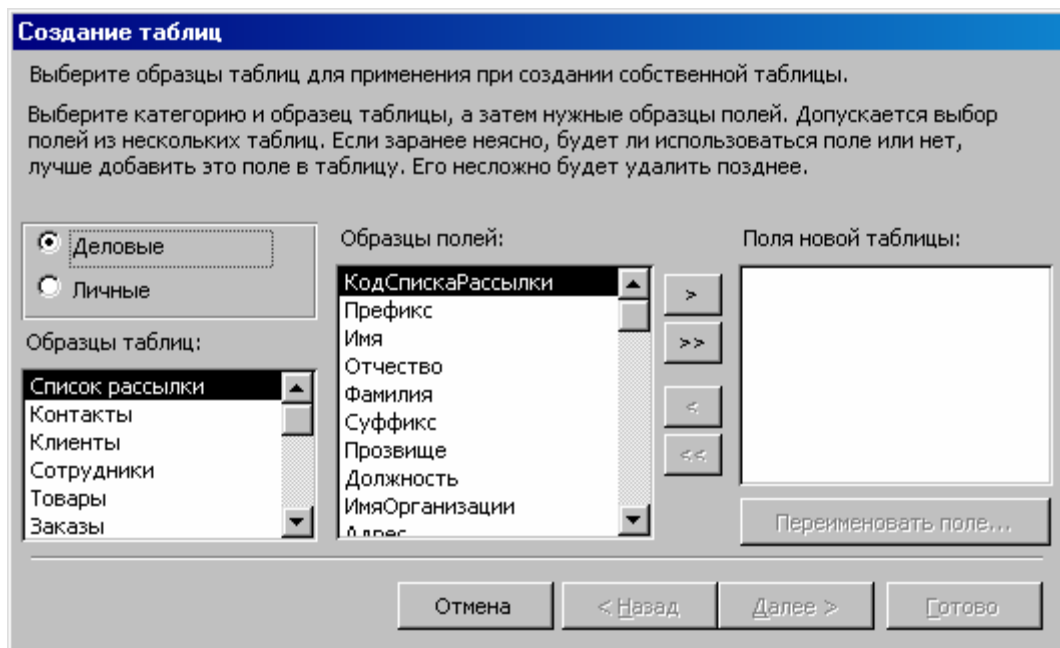 Создание таблиц
Выберите образцы таблиц для применения при создании собственной таблицы.
Выберите категорию и образец таблицы, а затем нужные образцы полей. Допускается выбор
полей из нескольких таблиц. Если заранее неясно, будет ли использоваться поле или нет,
лучше добавить это поле в таблицу. Его несложно будет удалить позднее.
Деловые
Личные
Образцы таблиц:
Список рассылки
Контакты
Клиенты
Сотрудники
Товары
Заказы
Образцы полей:
КодСпискаРассылки
Префикс
Имя
Отчество
Фамилия
Суффикс
Прозвище
Должность
ИмяОрганизации
Адрес
>
>>
<
<<
Поля новой таблицы:
Переименовать поле...
Отмена
< Назад
Далее >
Готово